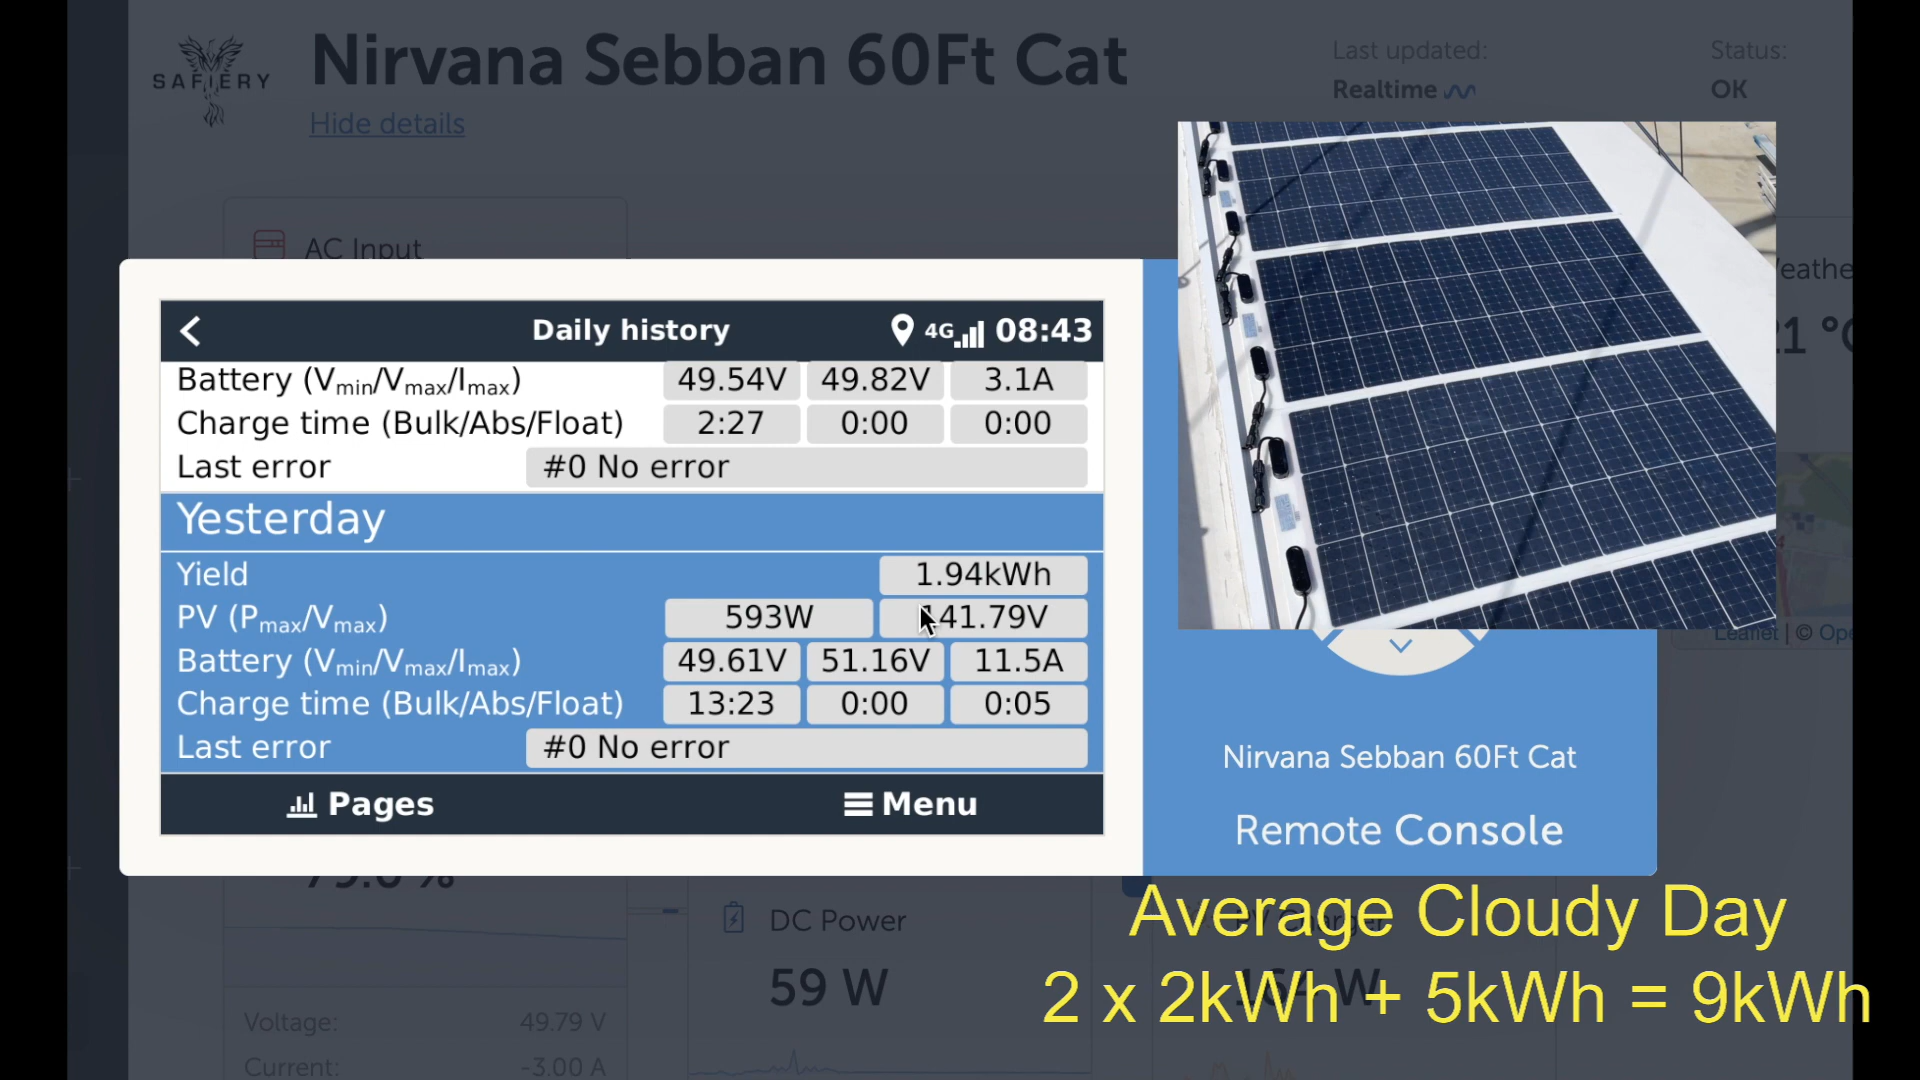 SAFIERY
Nirvana Sebban 60Ft Cat
Hide details
Last updated:
Realtime
Status:
OK
AC Input
Daily history
4G
08:43
Battery (Vmin/Vmax/Imax) 49.54V 49.82V 3.1A
Charge time (Bulk/Abs/Float) 2:27 0:00 0:00
Last error #0 No error
Yesterday
Yield 1.94kWh
PV (Pmax/Vmax) 593W 141.79V
Battery (Vmin/Vmax/Imax) 49.61V 51.16V 11.5A
Charge time (Bulk/Abs/Float) 13:23 0:00 0:05
Last error #0 No error
Pages
Menu
Leaflet | © Ope
Nirvana Sebban 60Ft Cat
Remote Console
DC Power
59 W
Voltage: 49.79 V
Current: -3.00 A
Average Cloudy Day
2 x 2kWh + 5kWh = 9kWh